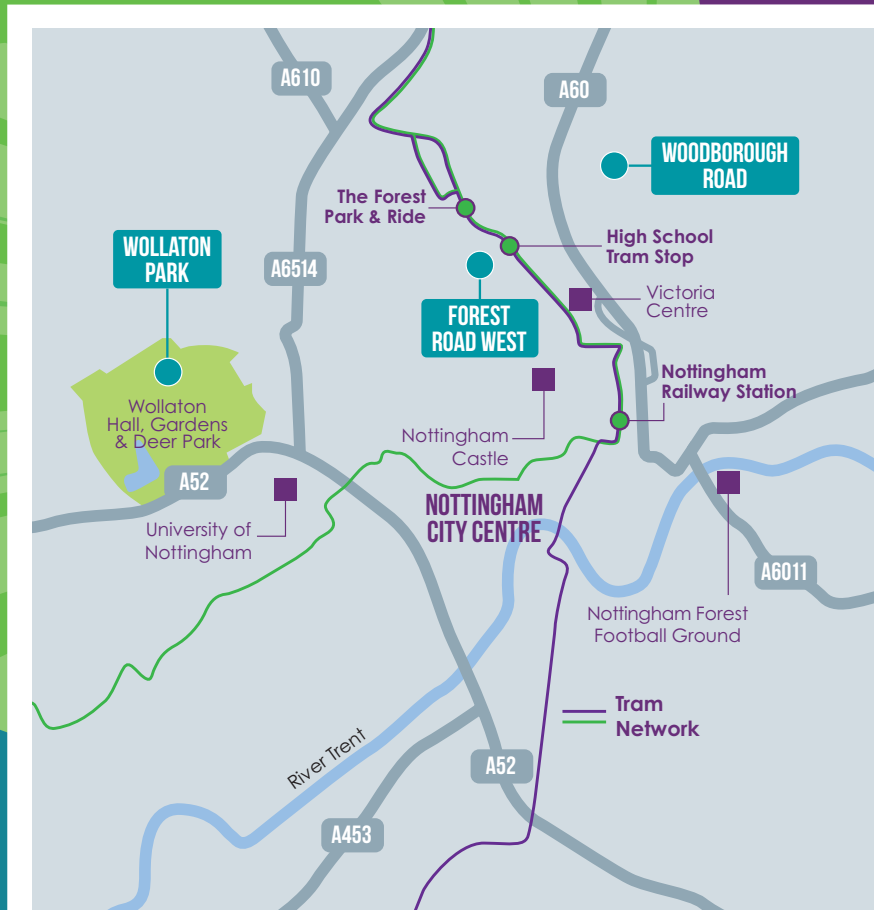 A610
A60
WOODBOROUGH
ROAD
The Forest
Park & Ride
High School
Tram Stop
WOLLATON
PARK
A6514
Victoria
Centre
FOREST
ROAD WEST
Nottingham
Railway Station
Wollaton
Hall, Gardens
& Deer Park
Nottingham
Castle
A52
NOTTINGHAM
CITY CENTRE
University of
Nottingham
A6011
Nottingham Forest
Football Ground
Tram
Network
River Trent
A52
A453